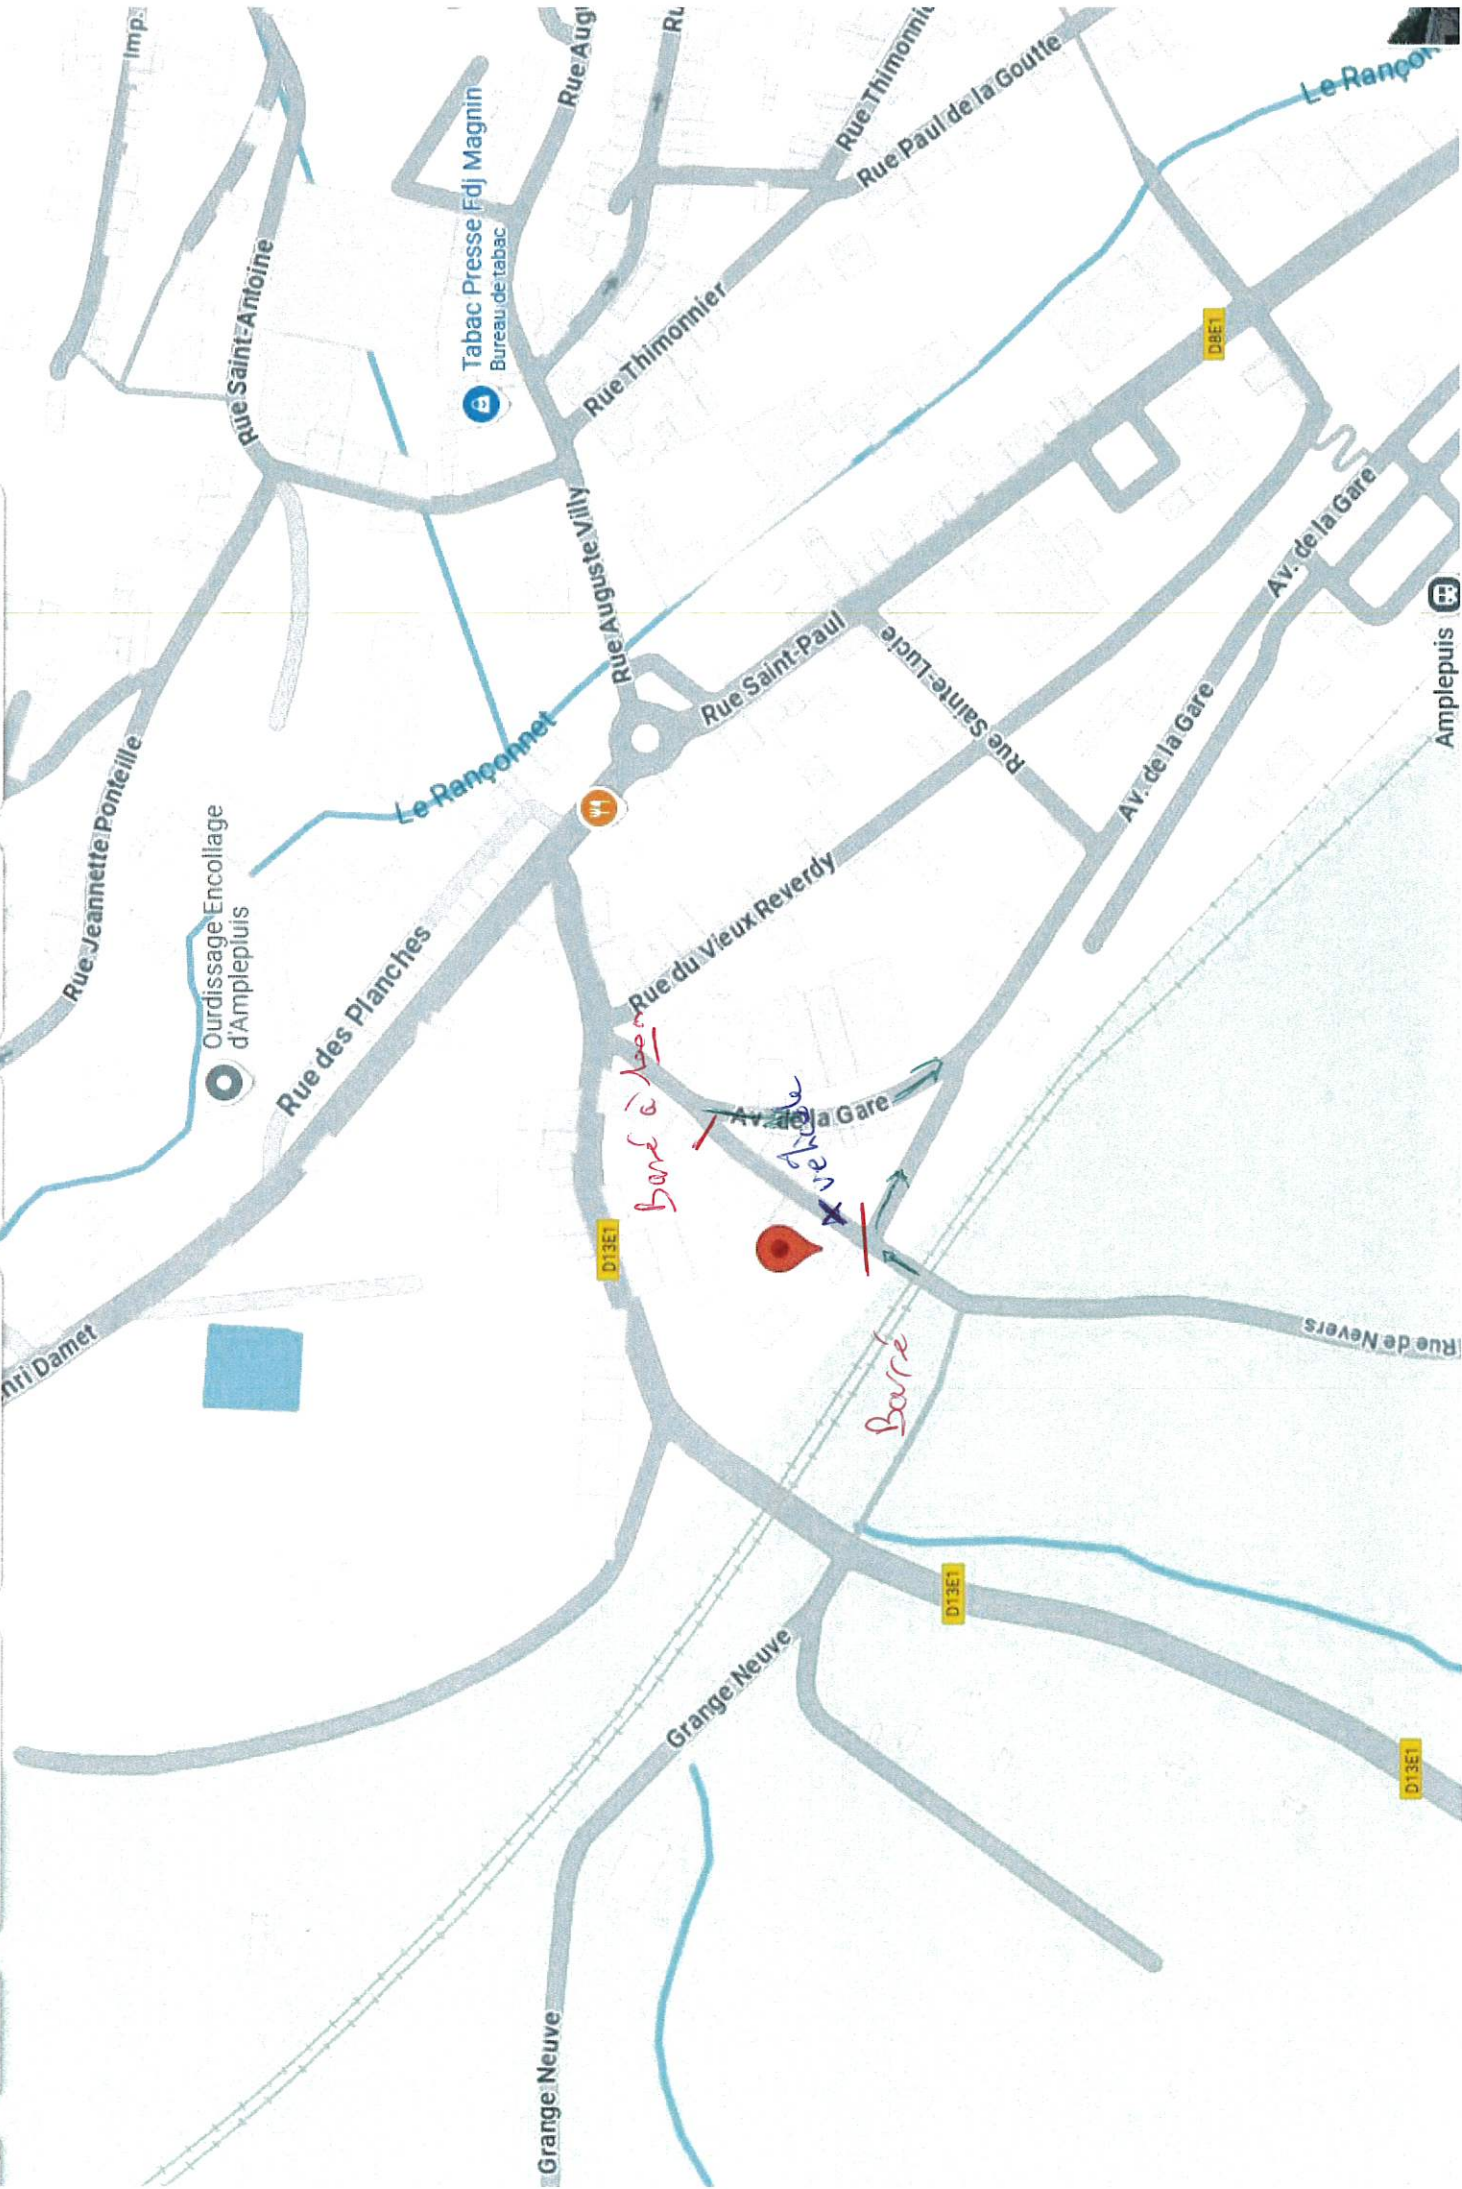 Imp.
Rue Saint-Antoine
Tabac Presse Fdj Magnin
Bureau de tabac
Rue Aug
Ru
Rue Thimonnie
Rue Paul de la Goutte
Le Rançon
Rue Thimonnier
D8E1
Rue Auguste Villy
Rue Saint-Paul
Rue Sainte-Lucie
Av. de la Gare
Av. de la Gare
Amplepuis
Rue Jeannette Ponteille
Le Rançonnet
Ourdissage Encollage
d'Amplepluis
Rue des Planches
Rue du Vieux Reverdy
Barré à
Av. de la Gare
véhicule
D13E1
nri Damet
Barré
Rue de Nevers
D13E1
Grange Neuve
D13E1
Grange Neuve